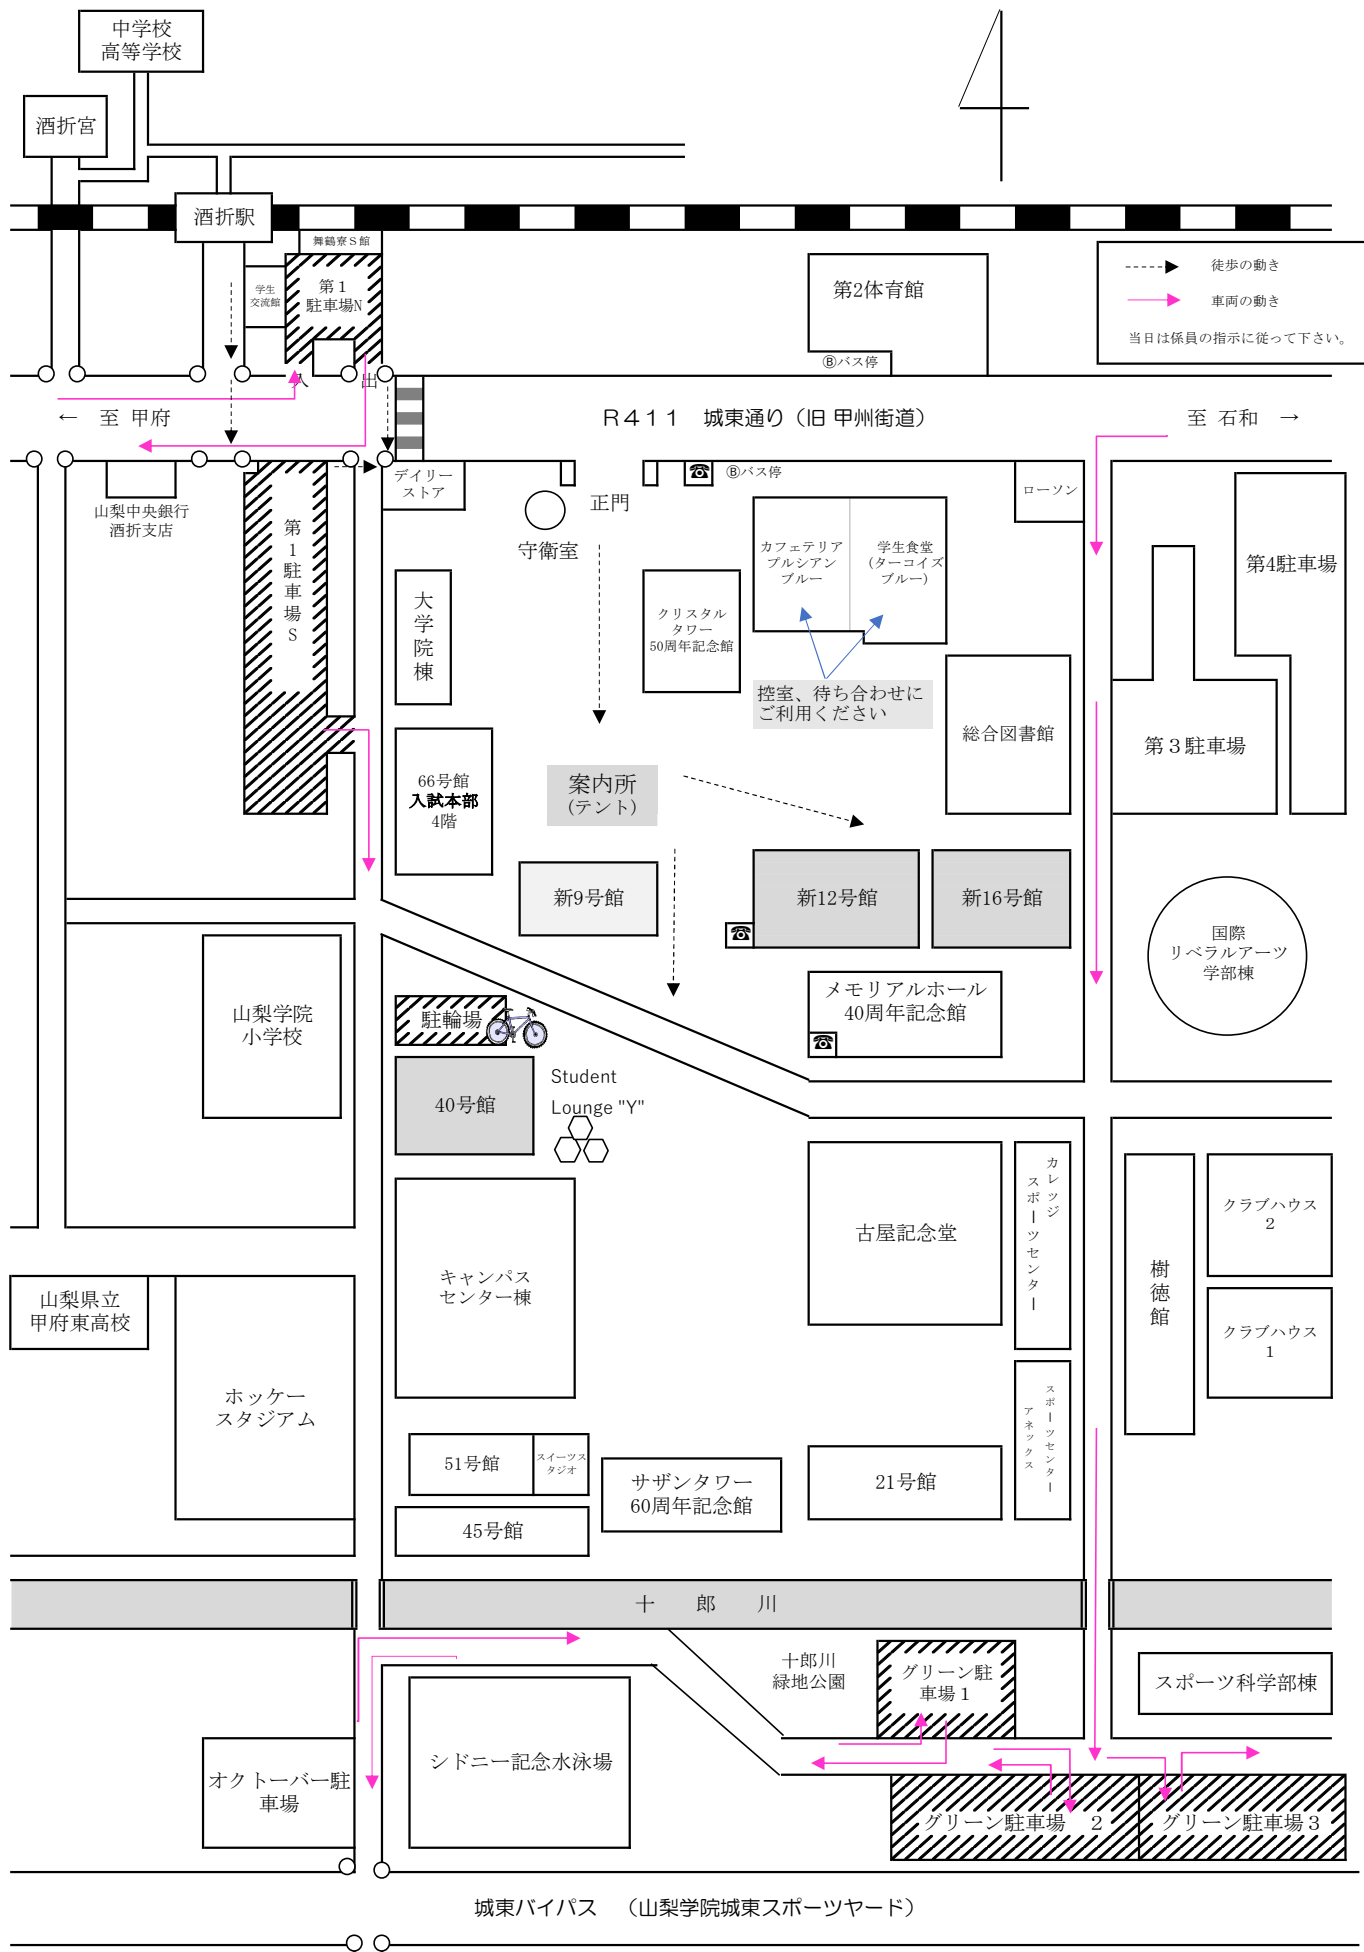 中学校
高等学校
酒折宮
酒折駅
舞鶴寮Ｓ館
学生
交流館
第１
駐車場N
第2体育館
Ⓑバス停
徒歩の動き
車両の動き
当日は係員の指示に従って下さい。
入
出
← 至 甲府
Ｒ４１１ 城東通り（旧 甲州街道）
至 石和 →
山梨中央銀行
酒折支店
第１駐車場Ｓ
デイリー
ストア
正門
守衛室
Ⓑバス停
ローソン
カフェテリア
プルシアン
ブルー
学生食堂
(ターコイズ
ブルー)
第4駐車場
大学院棟
クリスタル
タワー
50周年記念館
控室、待ち合わせに
ご利用ください
総合図書館
第３駐車場
66号館
入試本部
4階
案内所
(テント)
新9号館
新12号館
新16号館
国際
リベラルアーツ
学部棟
山梨学院
小学校
駐輪場
メモリアルホール
40周年記念館
40号館
Student
Lounge "Y"
古屋記念堂
カレッジ
スポーツセンター
樹徳館
クラブハウス
2
クラブハウス
1
山梨県立
甲府東高校
キャンパス
センター棟
ホッケー
スタジアム
スポーツセンター
アネックス
51号館
スイーツス
タジオ
サザンタワー
60周年記念館
21号館
45号館
十 郎 川
十郎川
緑地公園
グリーン駐
車場１
スポーツ科学部棟
オクトーバー駐
車場
シドニー記念水泳場
グリーン駐車場 ２
グリーン駐車場３
城東バイパス （山梨学院城東スポーツヤード）